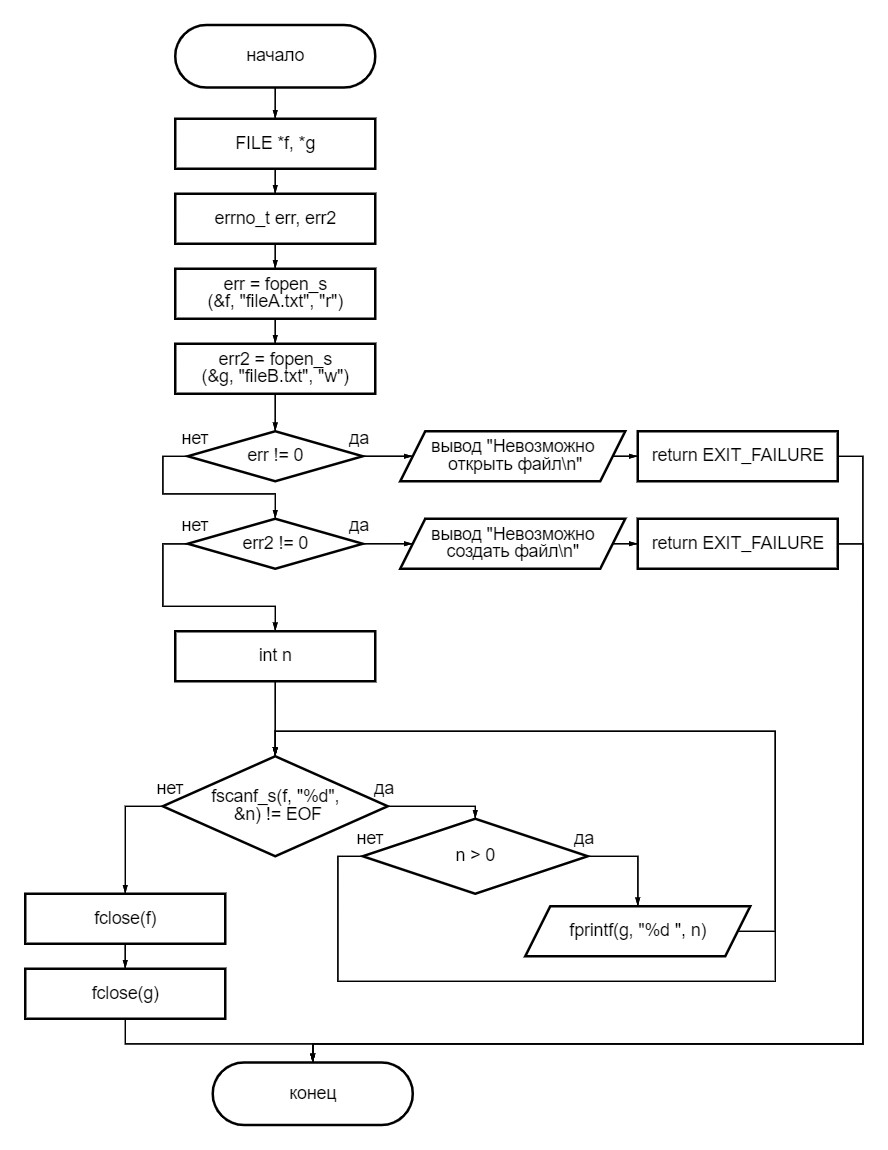 начало
FILE *f, *g
errno_t err, err2
err = fopen_s
(&f, "fileA.txt", "r")
err2 = fopen_s
(&g, "fileB.txt", "w")
нет
да
err != 0
вывод "Невозможно
открыть файл\n"
return EXIT_FAILURE
нет
да
err2 != 0
вывод "Невозможно
создать файл\n"
return EXIT_FAILURE
int n
нет
да
fscanf_s(f, "%d",
&n) != EOF
нет
да
n > 0
fprintf(g, "%d ", n)
fclose(f)
fclose(g)
конец